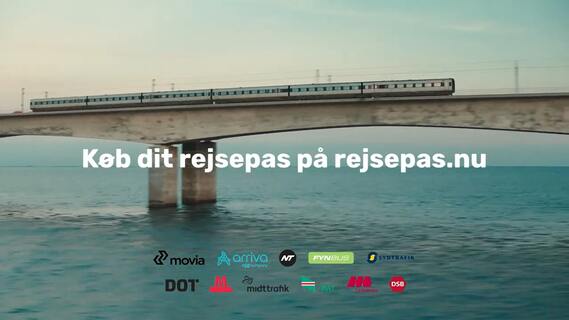 Køb dit rejsepas på rejsepas.nu
movia arriva NT FYNBUS SYDTRAFIK
DOT midttrafik DSB